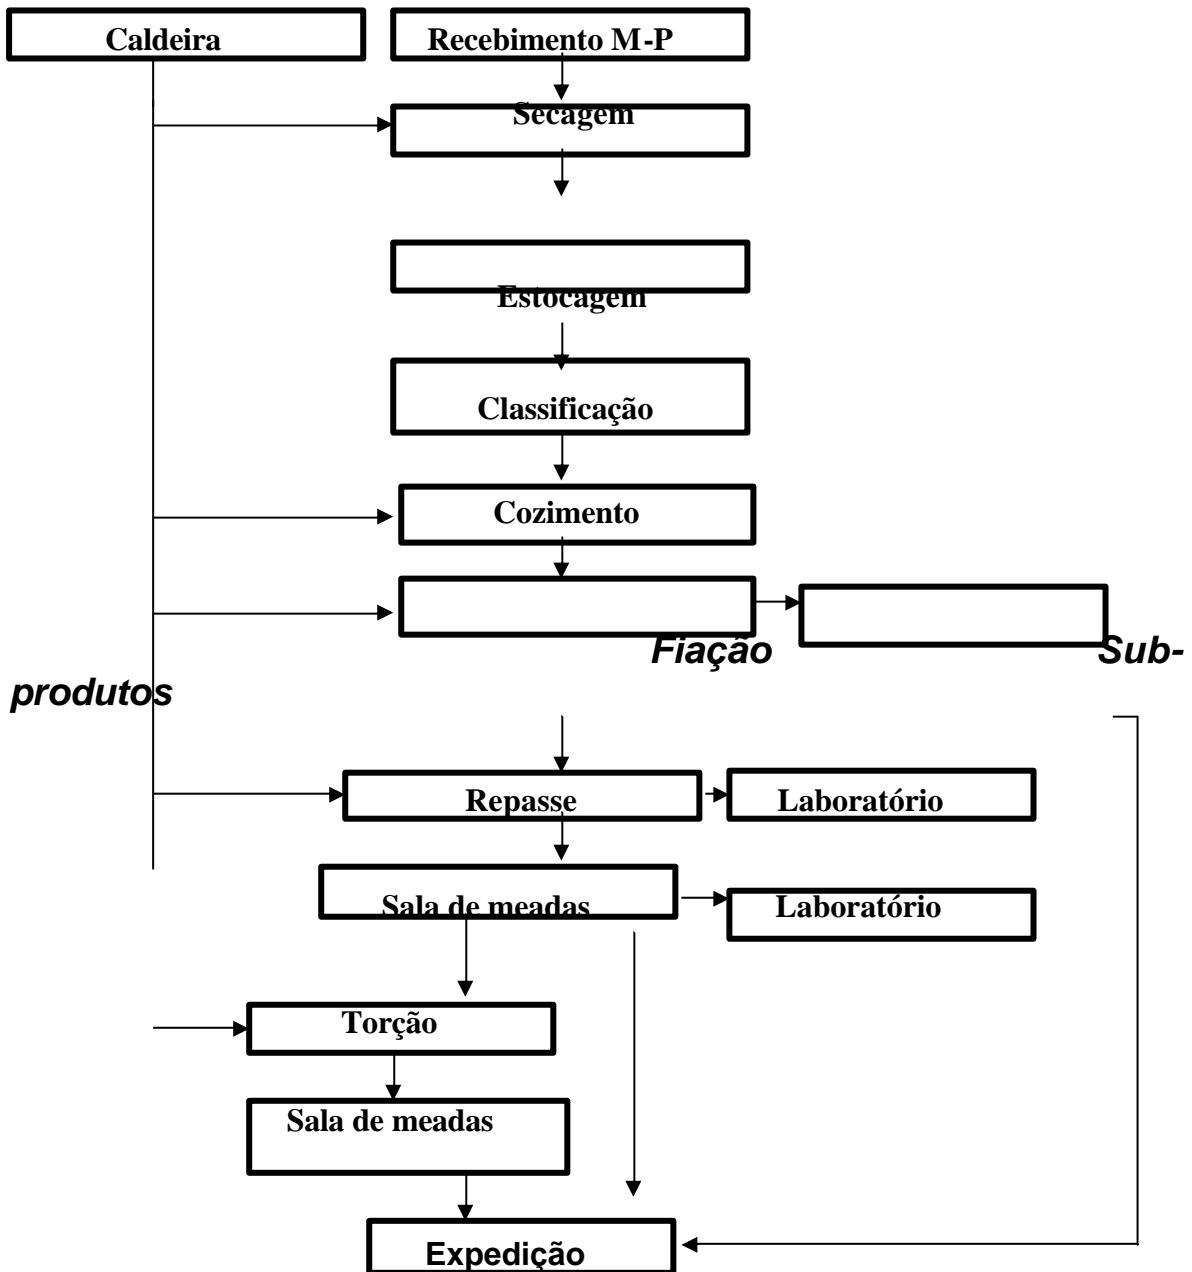 Caldeira
Recebimento M-P
Secagem
Estocagem
Classificação
Cozimento
Fiação Sub-
produtos
Repasse
Laboratório
Sala de meadas
Laboratório
Torção
Sala de meadas
Expedição